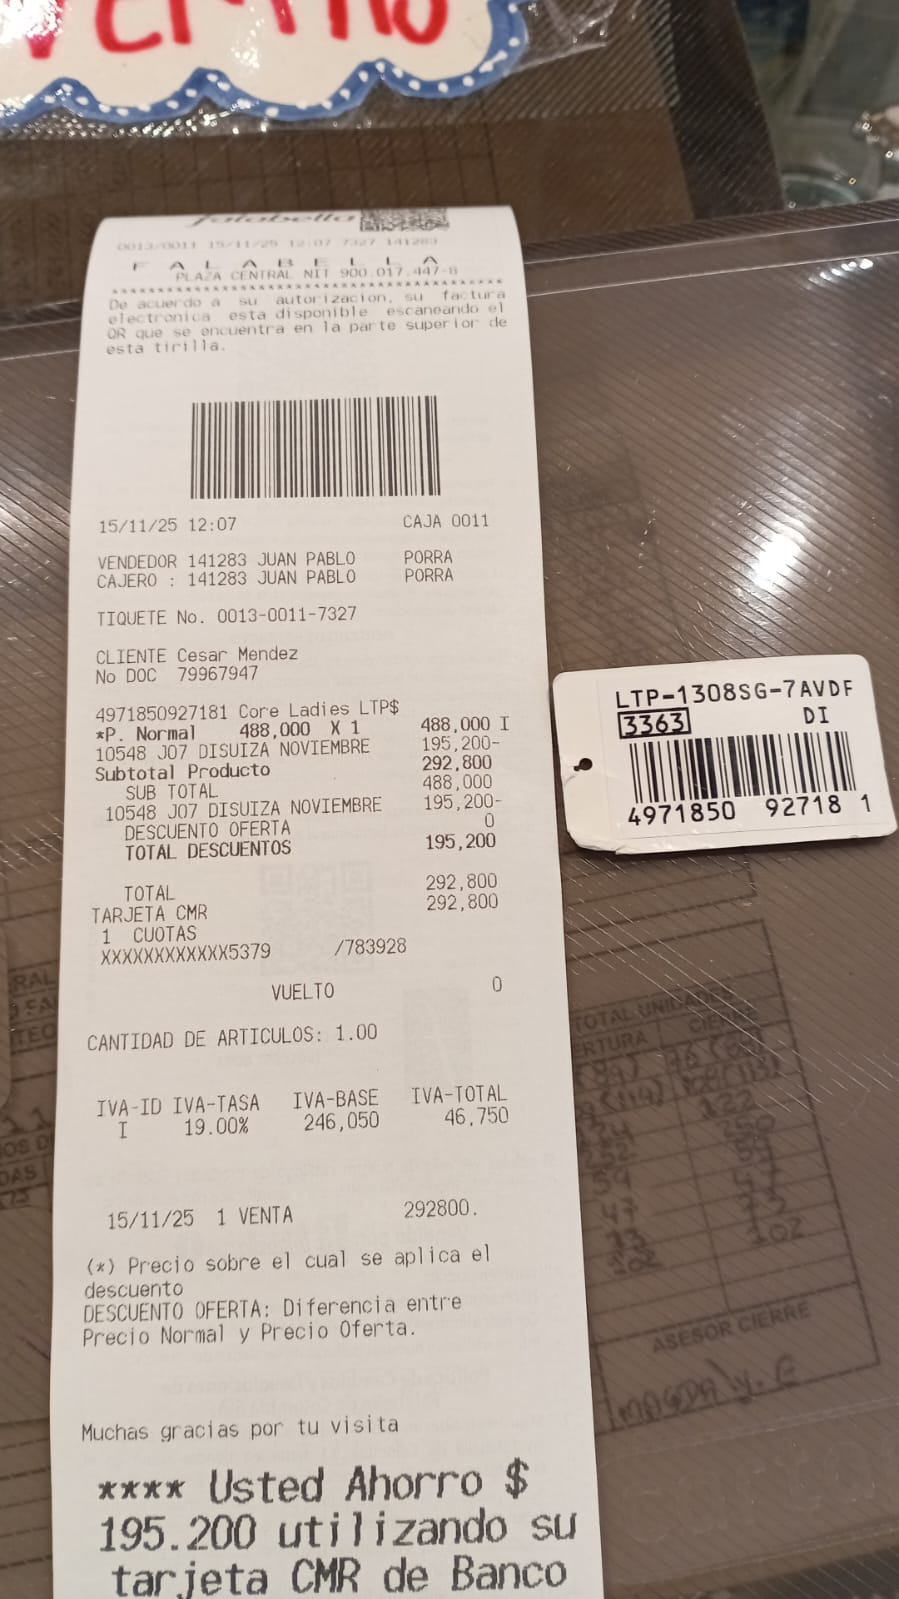 falabella
0013/0011 15/11/25 12:07 7327 141283
F A L A B E L L A
PLAZA CENTRAL NIT 900.017.447-8
De acuerdo a su autorizacion, su factura
electronica esta disponible escaneando el
QR que se encuentra en la parte superior de
esta tirilla.
15/11/25 12:07 CAJA 0011
VENDEDOR 141283 JUAN PABLO PORRA
CAJERO : 141283 JUAN PABLO PORRA
TIQUETE No. 0013-0011-7327
CLIENTE Cesar Mendez
No DOC 79967947
4971850927181 Core Ladies LTP$
*P. Normal 488,000 X 1 488,000 I
10548 J07 DISUIZA NOVIEMBRE 195,200-
Subtotal Producto 292,800
SUB TOTAL 488,000
10548 J07 DISUIZA NOVIEMBRE 195,200-
DESCUENTO OFERTA 0
TOTAL DESCUENTOS 195,200
TOTAL 292,800
TARJETA CMR 292,800
1 CUOTAS
XXXXXXXXXXXX5379 /783928
VUELTO 0
CANTIDAD DE ARTICULOS: 1.00
IVA-ID IVA-TASA IVA-BASE IVA-TOTAL
I 19.00% 246,050 46,750
15/11/25 1 VENTA 292800.
(*) Precio sobre el cual se aplica el
descuento
DESCUENTO OFERTA: Diferencia entre
Precio Normal y Precio Oferta.
Muchas gracias por tu visita
**** Usted Ahorro $
195.200 utilizando su
tarjeta CMR de Banco
LTP-1308SG-7AVDF
3363 DI
4971850 92718 1
TOTAL UNIDADES
CIERRE
ASESOR CIERRE